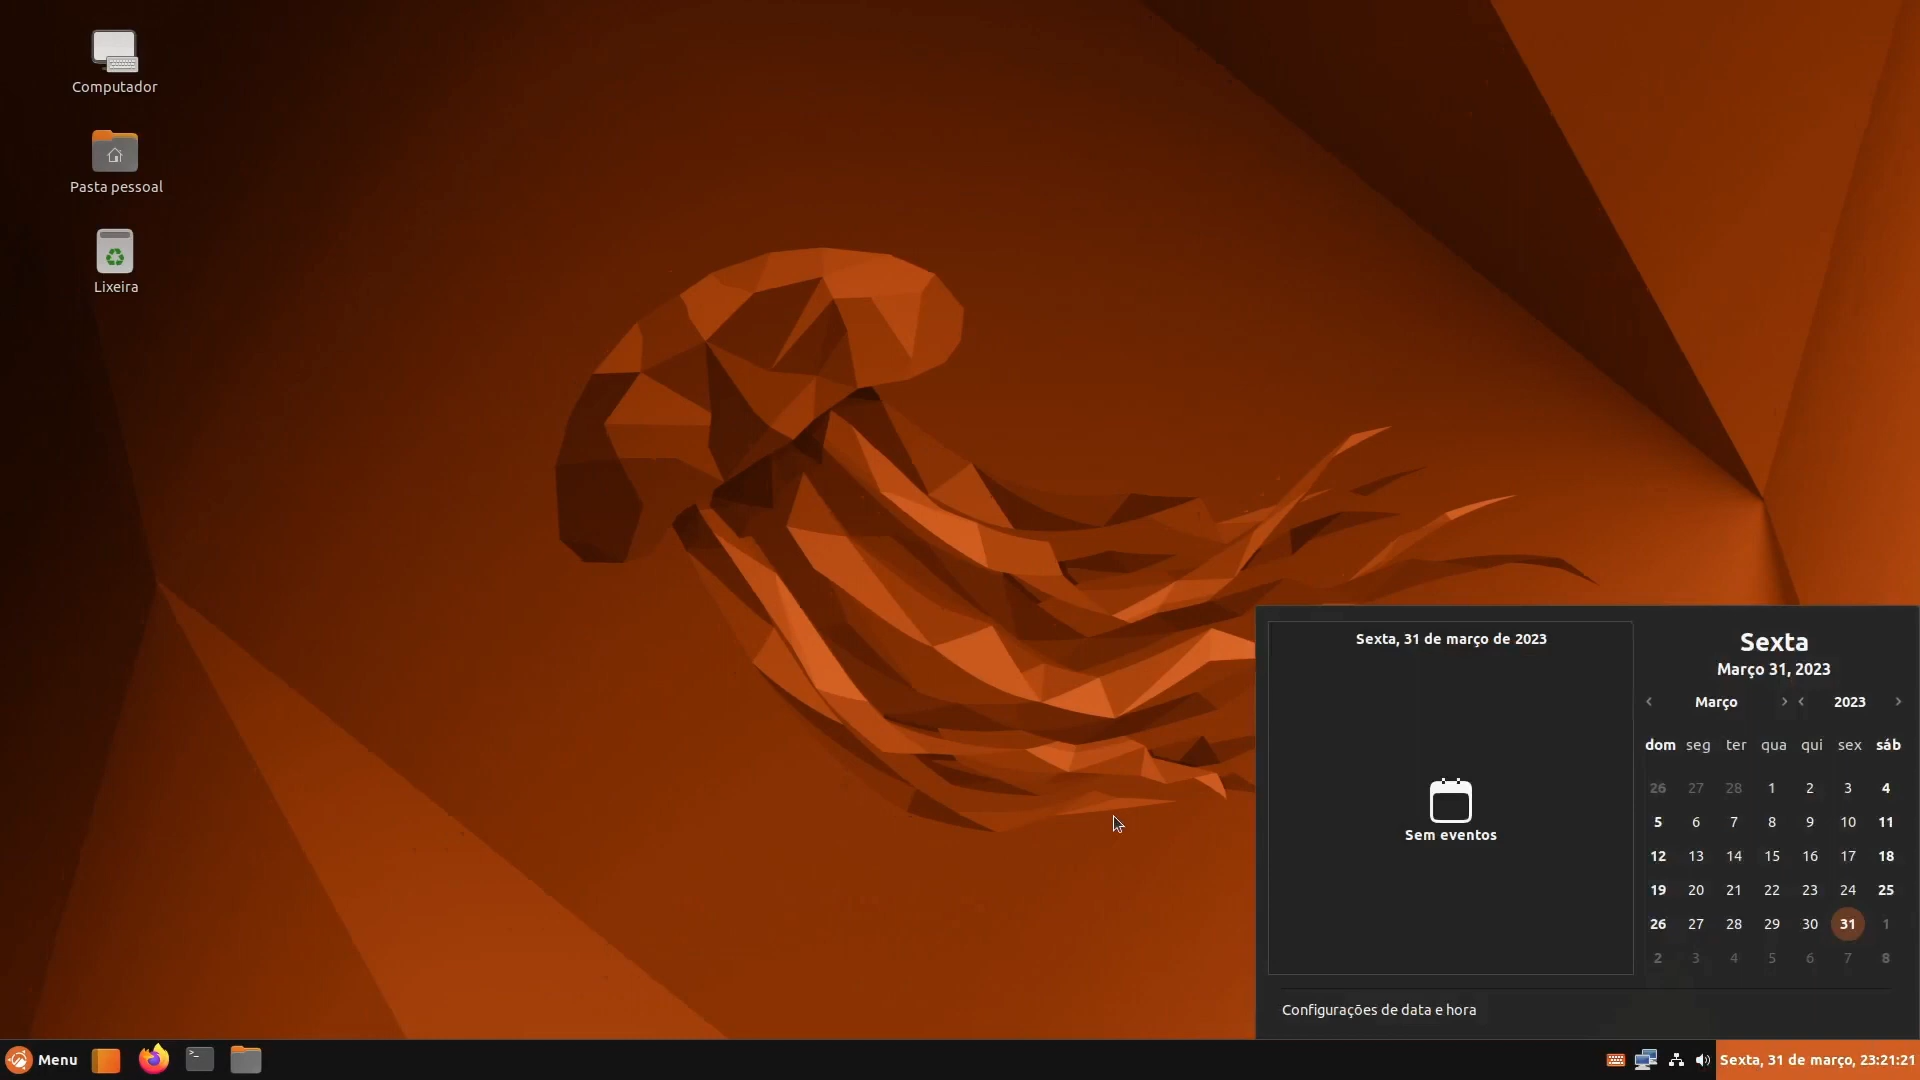 Computador
Pasta pessoal
Lixeira
Sexta, 31 de março de 2023
Sem eventos
Sexta
Março 31, 2023
‹ Março › ‹ 2023 ›
dom seg ter qua qui sex sáb
26 27 28 1 2 3 4
5 6 7 8 9 10 11
12 13 14 15 16 17 18
19 20 21 22 23 24 25
26 27 28 29 30 31 1
2 3 4 5 6 7 8
Configurações de data e hora
Menu
Sexta, 31 de março, 23:21:21